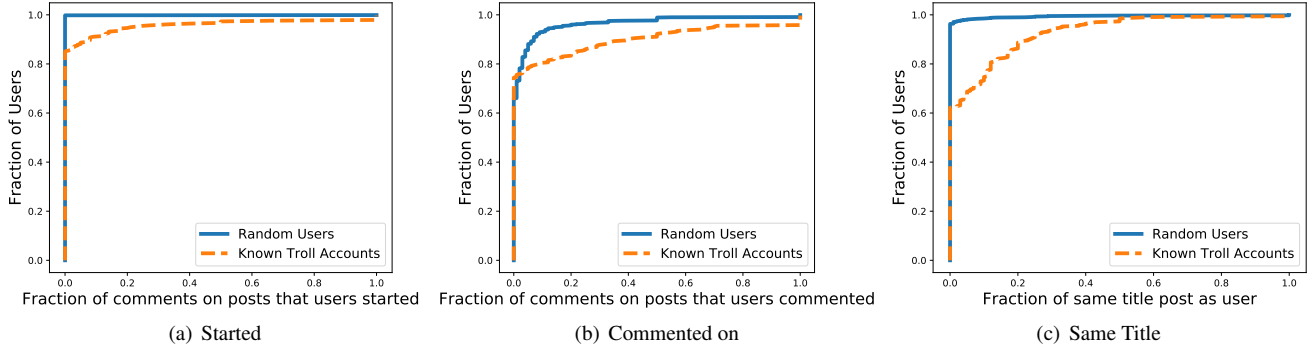 Fraction of Users
1.0
0.8
0.6
0.4
0.2
0.0
Random Users
Known Troll Accounts
0.0 0.2 0.4 0.6 0.8 1.0
Fraction of comments on posts that users started
(a) Started
Fraction of Users
1.0
0.8
0.6
0.4
0.2
0.0
Random Users
Known Troll Accounts
0.0 0.2 0.4 0.6 0.8 1.0
Fraction of comments on posts that users commented
(b) Commented on
Fraction of Users
1.0
0.8
0.6
0.4
0.2
0.0
Random Users
Known Troll Accounts
0.0 0.2 0.4 0.6 0.8 1.0
Fraction of same title post as user
(c) Same Title